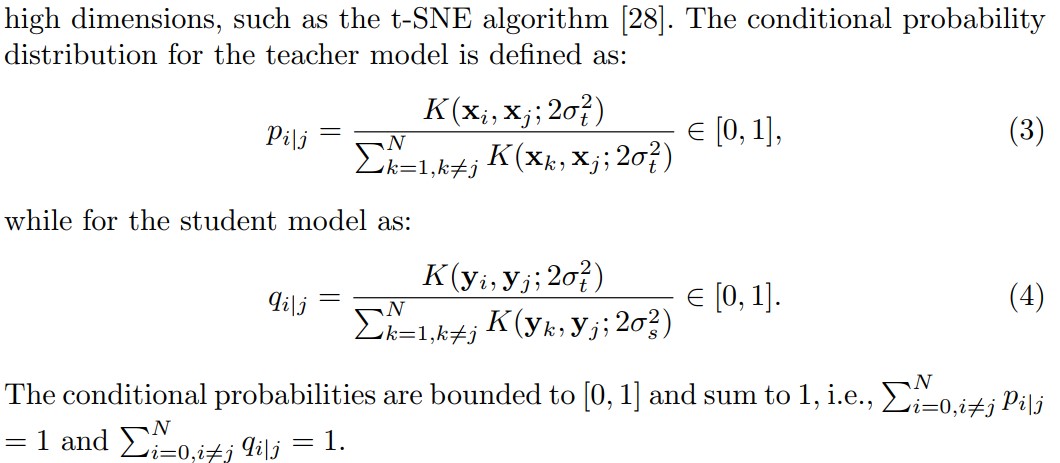 high dimensions, such as the t-SNE algorithm [28]. The conditional probability
distribution for the teacher model is defined as:
$p_{i|j} = \frac{K(\mathbf{x}_i, \mathbf{x}_j; 2\sigma_t^2)}{\sum_{k=1,k\neq j}^{N} K(\mathbf{x}_k, \mathbf{x}_j; 2\sigma_t^2)} \in [0, 1],$ (3)
while for the student model as:
$q_{i|j} = \frac{K(\mathbf{y}_i, \mathbf{y}_j; 2\sigma_t^2)}{\sum_{k=1,k\neq j}^{N} K(\mathbf{y}_k, \mathbf{y}_j; 2\sigma_s^2)} \in [0, 1].$ (4)
The conditional probabilities are bounded to [0, 1] and sum to 1, i.e., $\sum_{i=0,i\neq j}^{N} p_{i|j}$
$= 1$ and $\sum_{i=0,i\neq j}^{N} q_{i|j} = 1.$